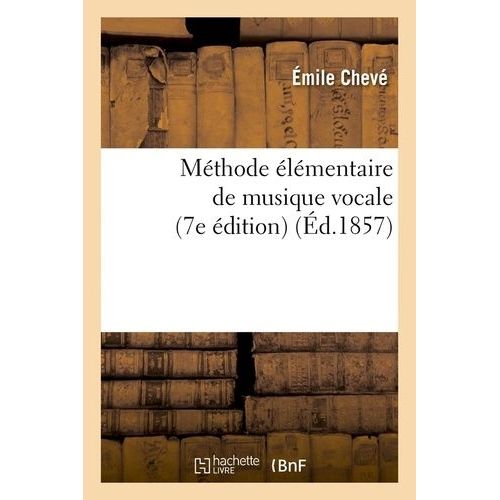 Émile Chevé
Méthode élémentaire
de musique vocale
(7e édition) (Éd.1857)
hachette
LIVRE
{BnF